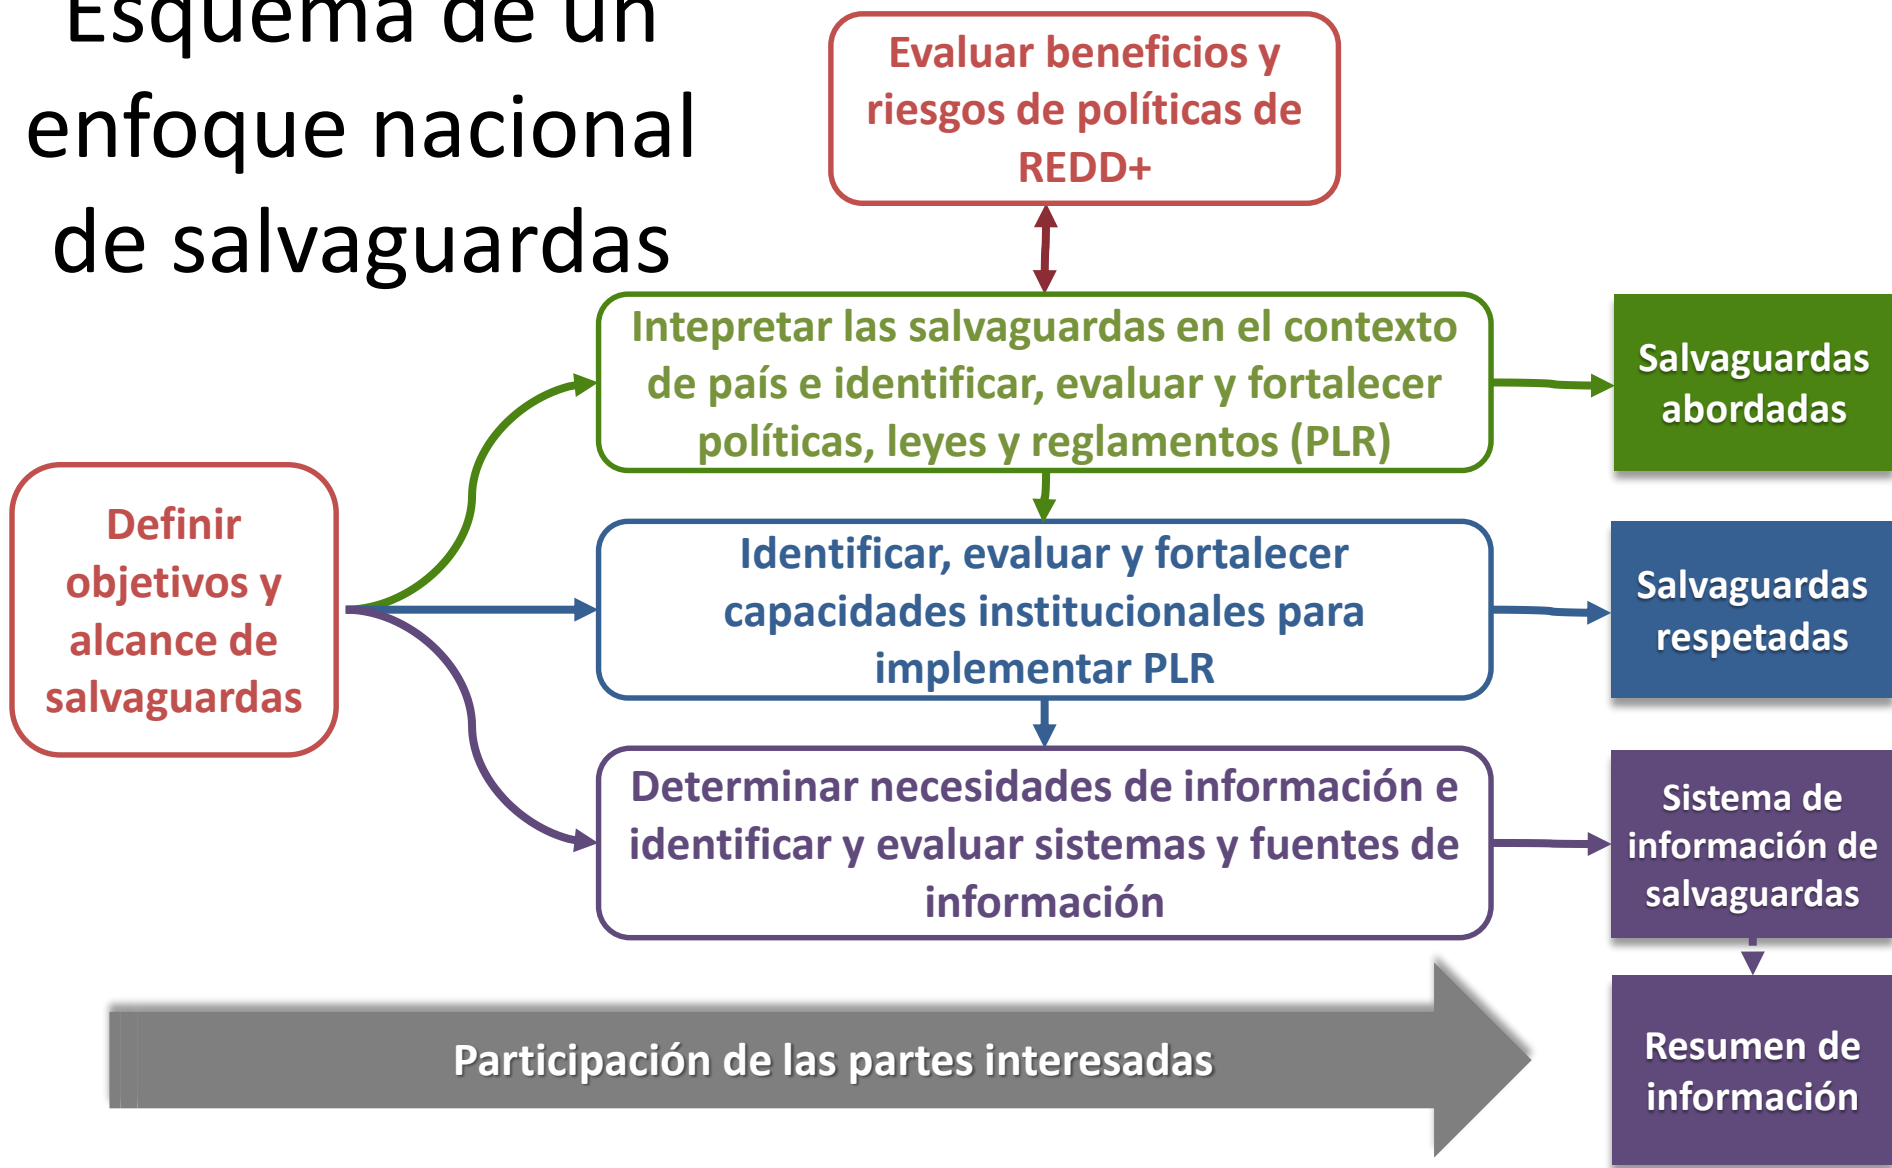 Esquema de un
enfoque nacional
de salvaguardas
Evaluar beneficios y
riesgos de políticas de
REDD+
Intepretar las salvaguardas en el contexto
de país e identificar, evaluar y fortalecer
políticas, leyes y reglamentos (PLR)
Salvaguardas
abordadas
Definir
objetivos y
alcance de
salvaguardas
Identificar, evaluar y fortalecer
capacidades institucionales para
implementar PLR
Salvaguardas
respetadas
Determinar necesidades de información e
identificar y evaluar sistemas y fuentes de
información
Sistema de
información de
salvaguardas
Participación de las partes interesadas
Resumen de
información